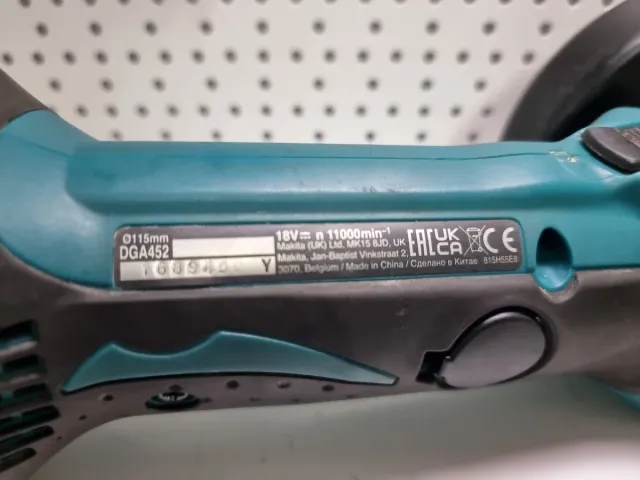 Ø115mm
DGA452
Y
18V⎓ n 11000min⁻¹
Makita (UK) Ltd, MK15 8JD, UK
Makita, Jan-Baptist Vinkstraat 2,
3070, Belgium / Made in China / Сделано в Китае
EAC UK CA CE
815H55E8